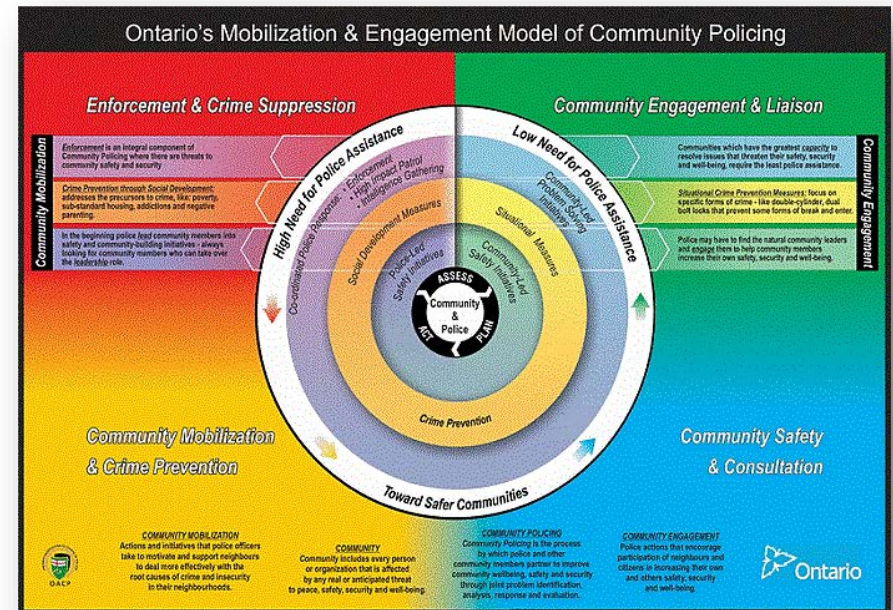 Ontario's Mobilization & Engagement Model of Community Policing
Enforcement & Crime Suppression
Community Engagement & Liaison
Community Mobilization
Enforcement is an integral component
of Community Policing where there are threats to
community safety and security
Crime Prevention through Social Development:
addresses the precursors to crime, like: poverty,
sub-standard housing, addictions and negative
parenting.
In the beginning police lead community members into
safety and community-building initiatives - always
looking for community members who can take over
the leadership role.
High Need for Police Assistance
Low Need for Police Assistance
Co-ordinated Police Response:
• Enforcement
• High Impact Patrol
• Intelligence Gathering
Social Development Measures
Police-Led
Safety Initiatives
Community-Led
Problem-Solving
Initiatives
Situational Measures
Community-Led
Safety Initiatives
ASSESS
PLAN
ACT
Community
&
Police
Crime Prevention
Toward Safer Communities
Communities which have the greatest capacity to
resolve issues that threaten their safety, security
and well-being, require the least police assistance.
Situational Crime Prevention Measures: focus on
specific forms of crime - like double-cylinder, dual
bolt locks that prevent some forms of break and enter.
Police may have to find the natural community leaders
and engage them to help community members
increase their own safety, security and well-being.
Community Engagement
Community Mobilization
& Crime Prevention
Community Safety
& Consultation
COMMUNITY MOBILIZATION
Actions and initiatives that police officers
take to motivate and support neighbours
to deal more effectively with the
root causes of crime and insecurity
in their neighbourhoods.
COMMUNITY
Community includes every person
or organization that is affected
by any real or anticipated threat
to peace, safety, security and well-being.
COMMUNITY POLICING
Community Policing is the process
by which police and other
community members partner to improve
community wellbeing, safety and security
through joint problem identification,
analysis, response and evaluation.
COMMUNITY ENGAGEMENT
Police actions that encourage
participation of neighbours and
citizens in increasing their own
and others safety, security
and well-being.
OACP
Ontario